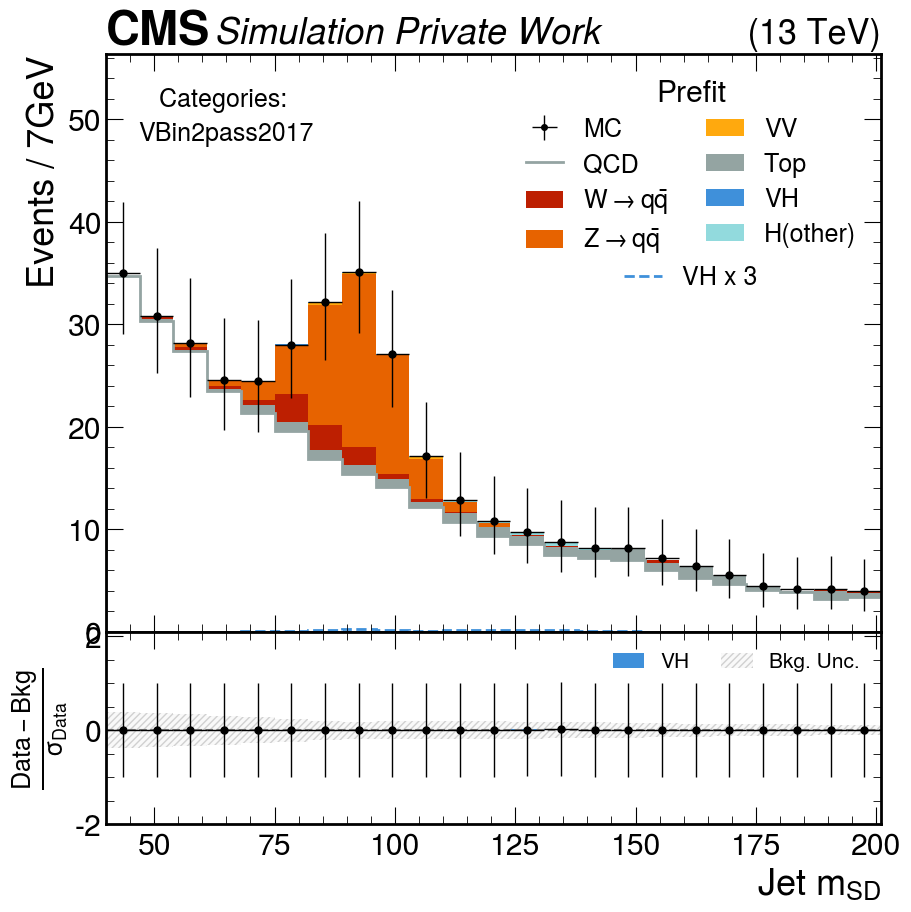 CMS Simulation Private Work (13 TeV)
Events / 7GeV
Categories:
VBin2pass2017
Prefit
MC
QCD
W → qq̄
Z → qq̄
VV
Top
VH
H(other)
VH x 3
50
40
30
20
10
0
Data – Bkg
σData
2
0
-2
VH
Bkg. Unc.
50 75 100 125 150 175 200
Jet mSD